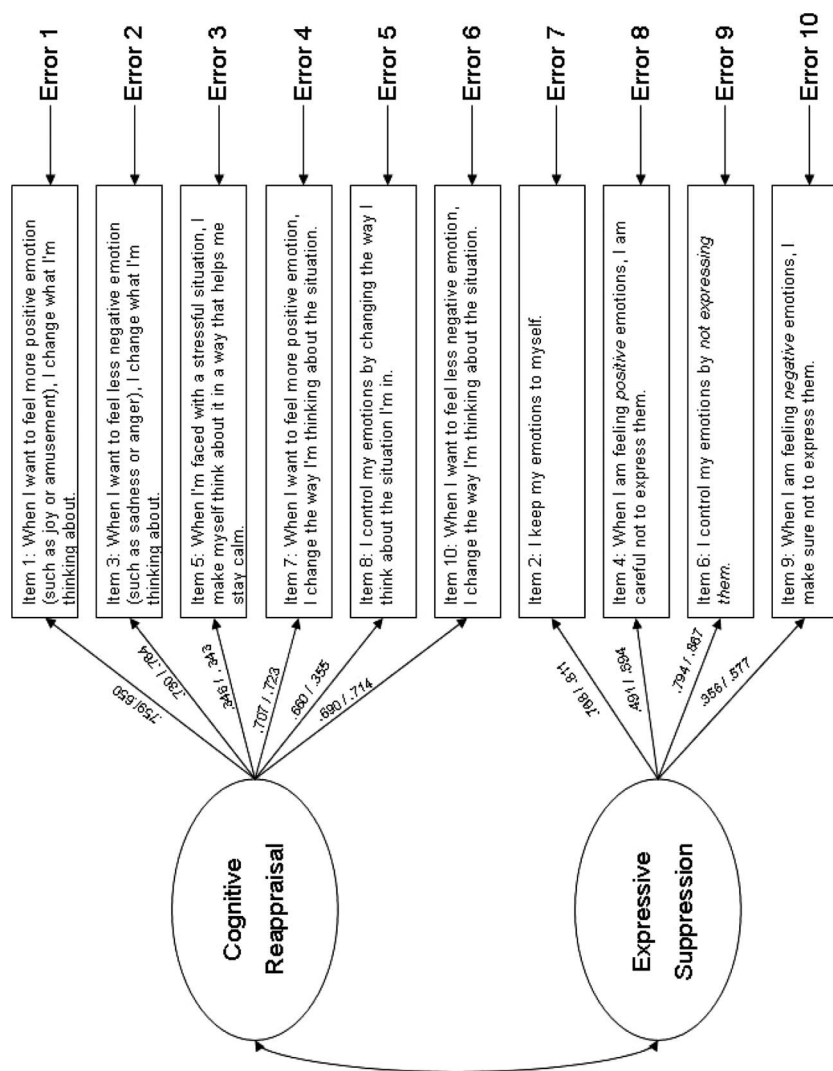 Cognitive
Reappraisal
.759/.650
.730 / .784
.346 / .343
.707 / .723
.660 / .355
.690 / .714
Item 1: When I want to feel more positive emotion
(such as joy or amusement), I change what I'm
thinking about.
Error 1
Item 3: When I want to feel less negative emotion
(such as sadness or anger), I change what I'm
thinking about.
Error 2
Item 5: When I'm faced with a stressful situation, I
make myself think about it in a way that helps me
stay calm.
Error 3
Item 7: When I want to feel more positive emotion,
I change the way I'm thinking about the situation.
Error 4
Item 8: I control my emotions by changing the way I
think about the situation I'm in.
Error 5
Item 10: When I want to feel less negative emotion,
I change the way I'm thinking about the situation.
Error 6
Expressive
Suppression
/ .811
.491 / .594
.794 / .867
.356 / .577
Item 2: I keep my emotions to myself.
Error 7
Item 4: When I am feeling positive emotions, I am
careful not to express them.
Error 8
Item 6: I control my emotions by not expressing
them.
Error 9
Item 9: When I am feeling negative emotions, I
make sure not to express them.
Error 10